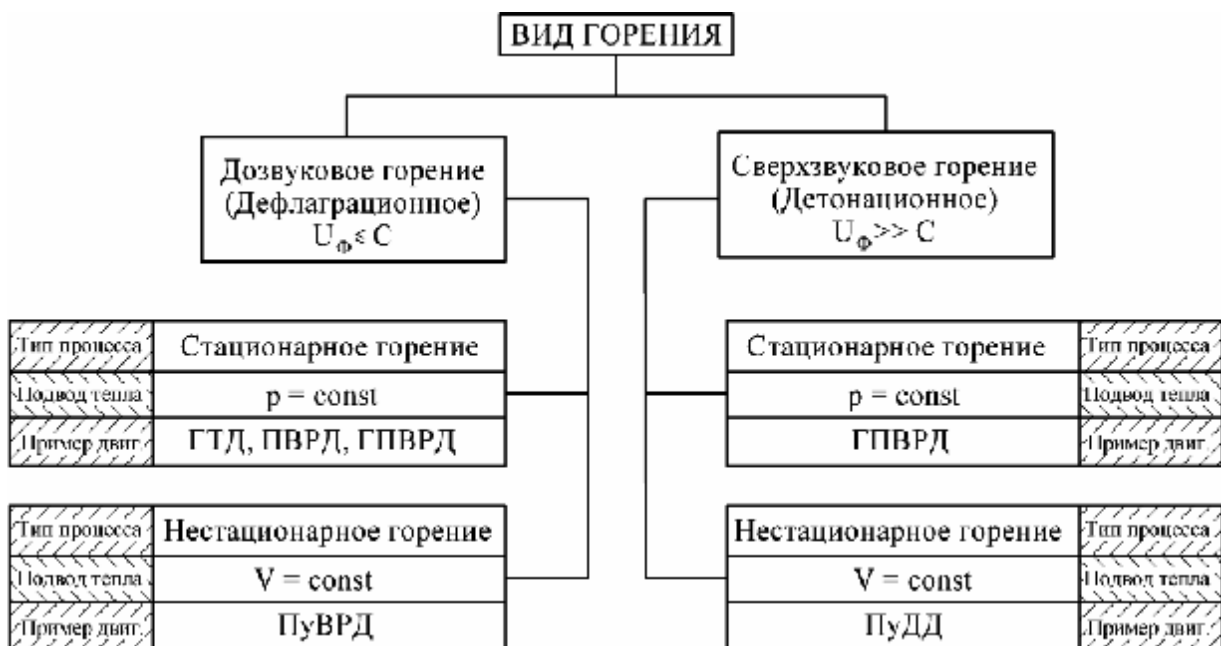 ВИД ГОРЕНИЯ
Дозвуковое горение
(Дефлаграционное)
Uф ⩽ C
Сверхзвуковое горение
(Детонационное)
Uф >> C
Тип процесса
Стационарное горение
Подвод тепла
p = const
Пример двиг.
ГТД, ПВРД, ГПВРД
Стационарное горение
Тип процесса
p = const
Подвод тепла
ГПВРД
Пример двиг.
Тип процесса
Нестационарное горение
Подвод тепла
V = const
Пример двиг.
ПуВРД
Нестационарное горение
Тип процесса
V = const
Подвод тепла
ПуДД
Пример двиг.